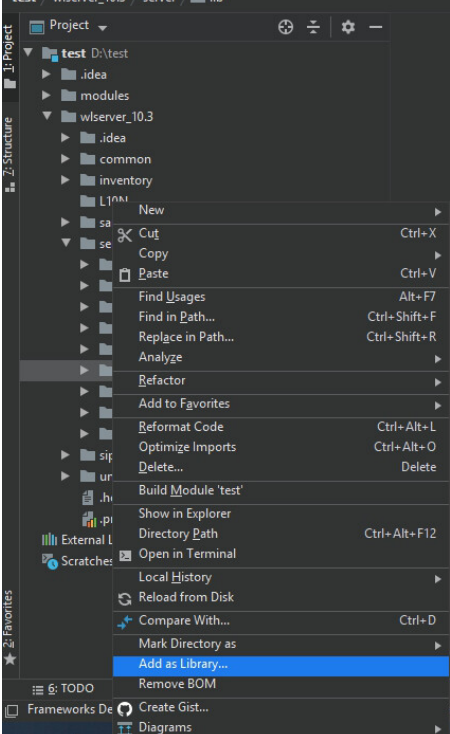 test / wlserver_10.3 / server / lib
1: Project
Project
test D:\test
.idea
modules
wlserver_10.3
.idea
common
inventory
L10N
sa
se
sip
un
.pr
External L
Scratches
7: Structure
2: Favorites
New
Cut Ctrl+X
Copy
Paste Ctrl+V
Find Usages Alt+F7
Find in Path... Ctrl+Shift+F
Replace in Path... Ctrl+Shift+R
Analyze
Refactor
Add to Favorites
Reformat Code Ctrl+Alt+L
Optimize Imports Ctrl+Alt+O
Delete... Delete
Build Module 'test'
Show in Explorer
Directory Path Ctrl+Alt+F12
Open in Terminal
Local History
Reload from Disk
Compare With... Ctrl+D
Mark Directory as
Add as Library...
Remove BOM
Create Gist...
Diagrams
6: TODO
Frameworks De